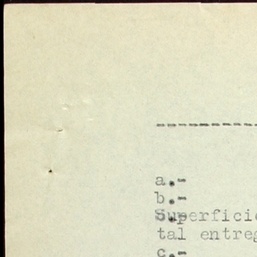 ----------
a.-
b.-
Superficie
tal entreg
c.-